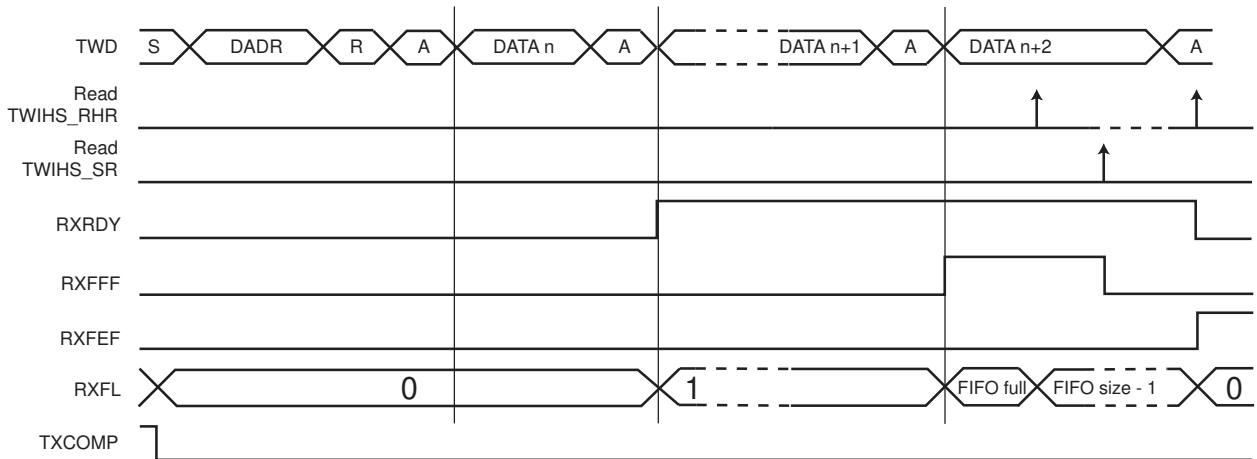 TWD S DADR R A DATA n A DATA n+1 A DATA n+2 A
Read
TWIHS_RHR
Read
TWIHS_SR
RXRDY
RXFFF
RXFEF
RXFL 0 1 FIFO full FIFO size - 1 0
TXCOMP